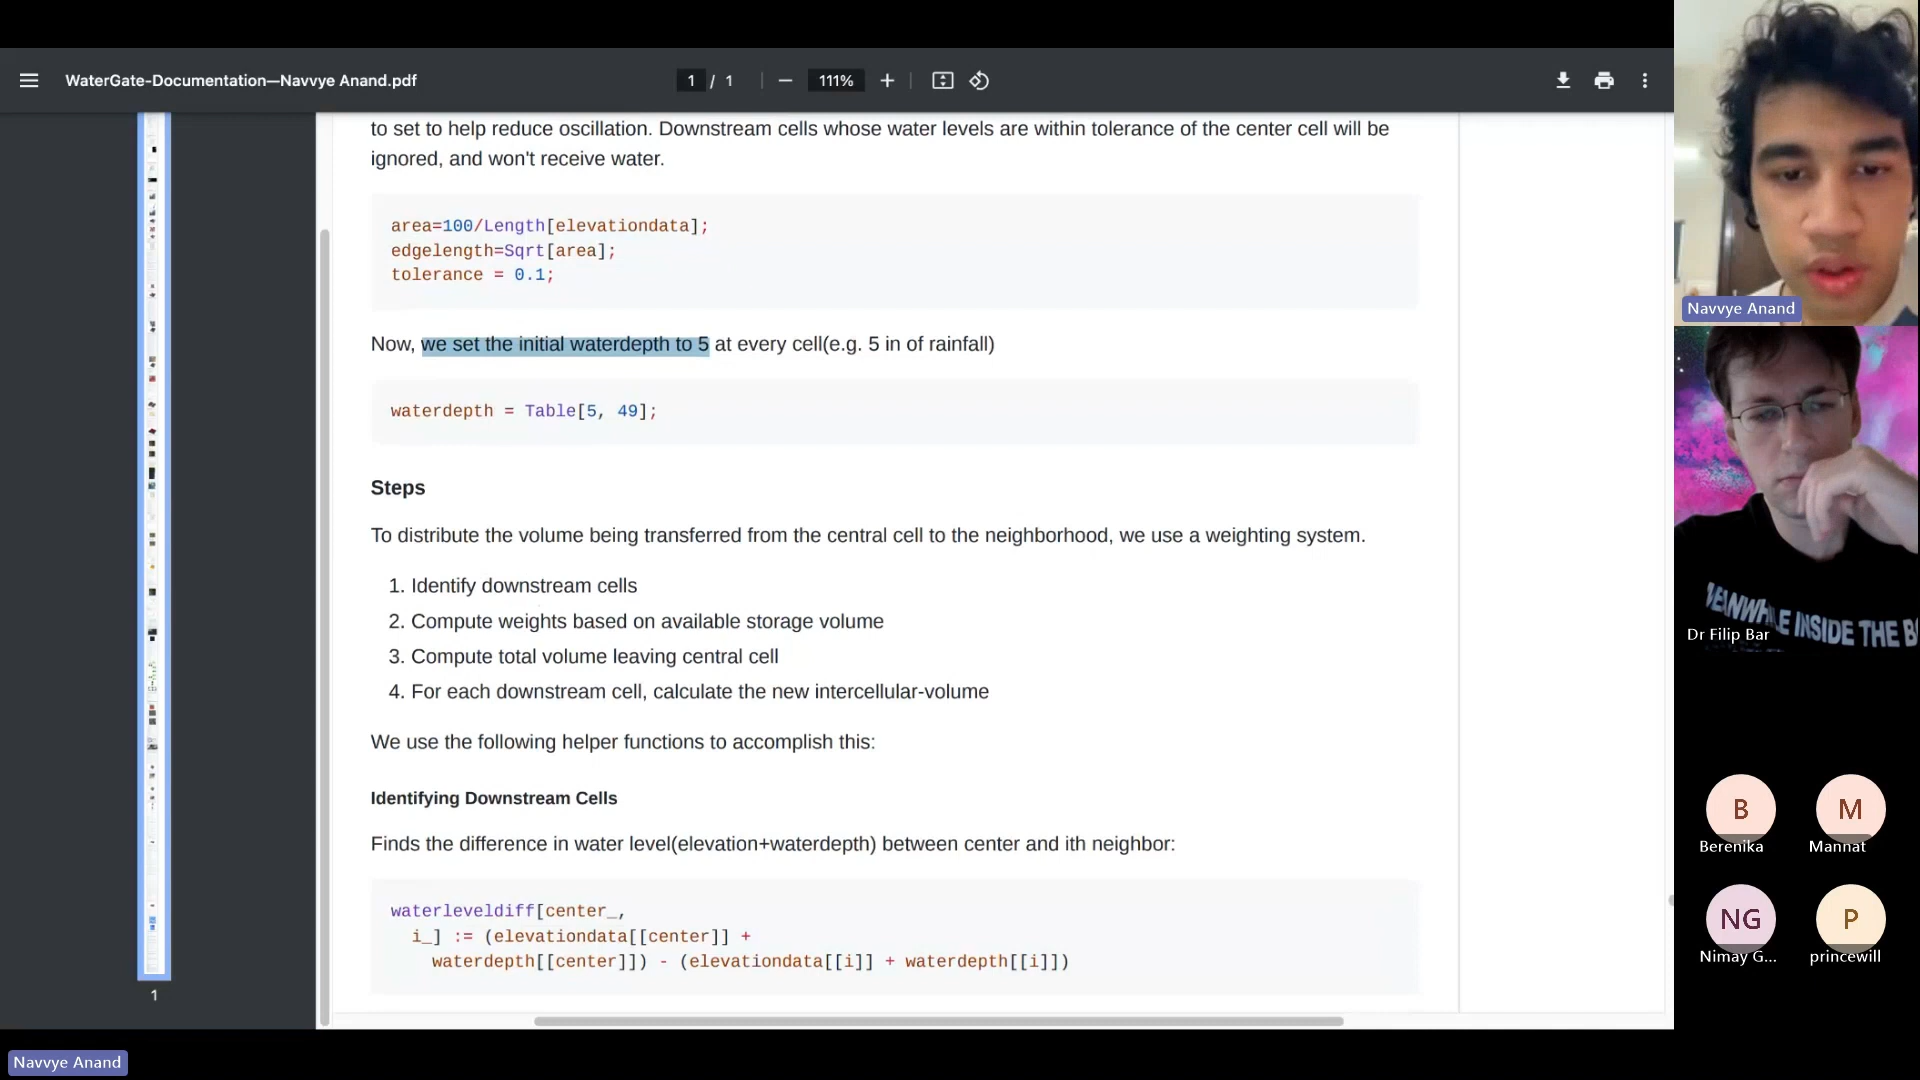 WaterGate-Documentation—Navvye Anand.pdf
1 / 1
111%
to set to help reduce oscillation. Downstream cells whose water levels are within tolerance of the center cell will be
ignored, and won't receive water.
area=100/Length[elevationdata];
edgelength=Sqrt[area];
tolerance = 0.1;
Now, we set the initial waterdepth to 5 at every cell(e.g. 5 in of rainfall)
waterdepth = Table[5, 49];
Steps
To distribute the volume being transferred from the central cell to the neighborhood, we use a weighting system.
1. Identify downstream cells
2. Compute weights based on available storage volume
3. Compute total volume leaving central cell
4. For each downstream cell, calculate the new intercellular-volume
We use the following helper functions to accomplish this:
Identifying Downstream Cells
Finds the difference in water level(elevation+waterdepth) between center and ith neighbor:
waterleveldiff[center_,
i_] := (elevationdata[[center]] +
waterdepth[[center]]) - (elevationdata[[i]] + waterdepth[[i]])
1
Navvye Anand
Navvye Anand
MEANWHILE INSIDE THE
Dr Filip Bar
B
Berenika
M
Mannat
NG
Nimay G...
P
princewill